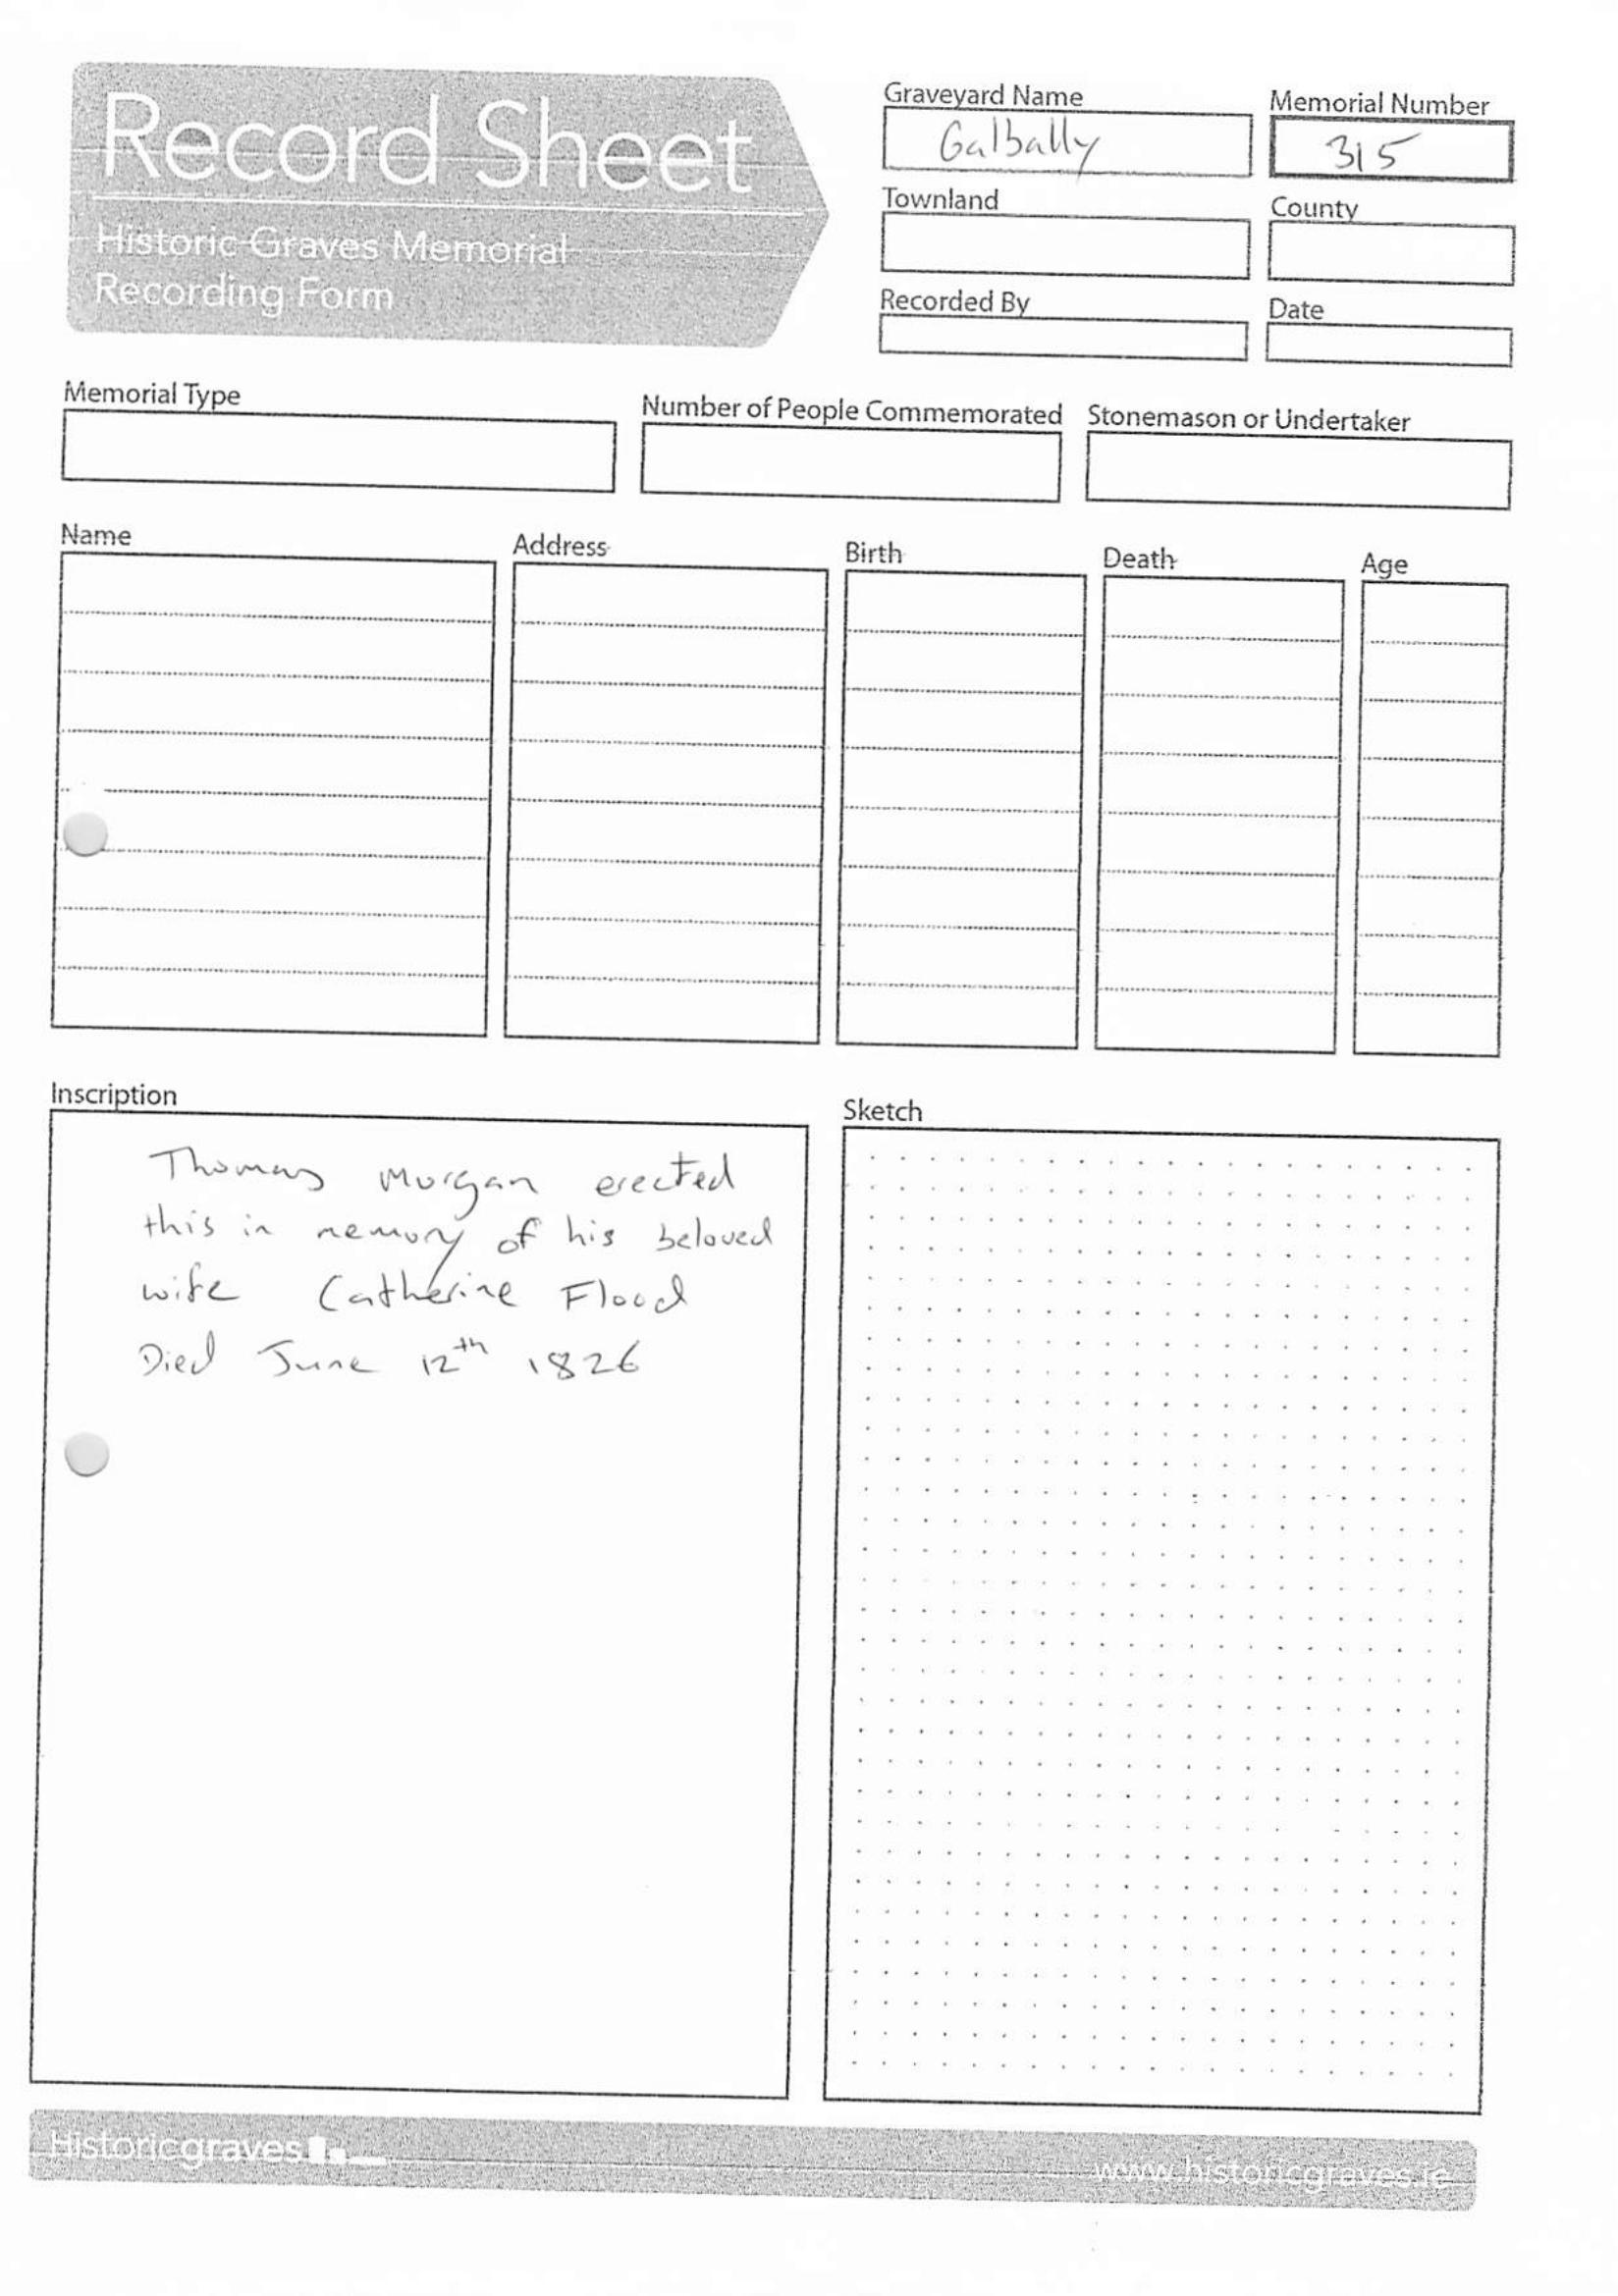 Record Sheet
Historic Graves Memorial
Recording Form
Graveyard Name
Galbally
Memorial Number
315
Townland
County
Recorded By
Date
Memorial Type
Number of People Commemorated
Stonemason or Undertaker
Name
Address
Birth
Death
Age
Inscription
Thomas Morgan erected
this in memory of his beloved
wife Catherine Flood
Died June 12th 1826
Sketch
Historicgraves
www.historicgraves.ie